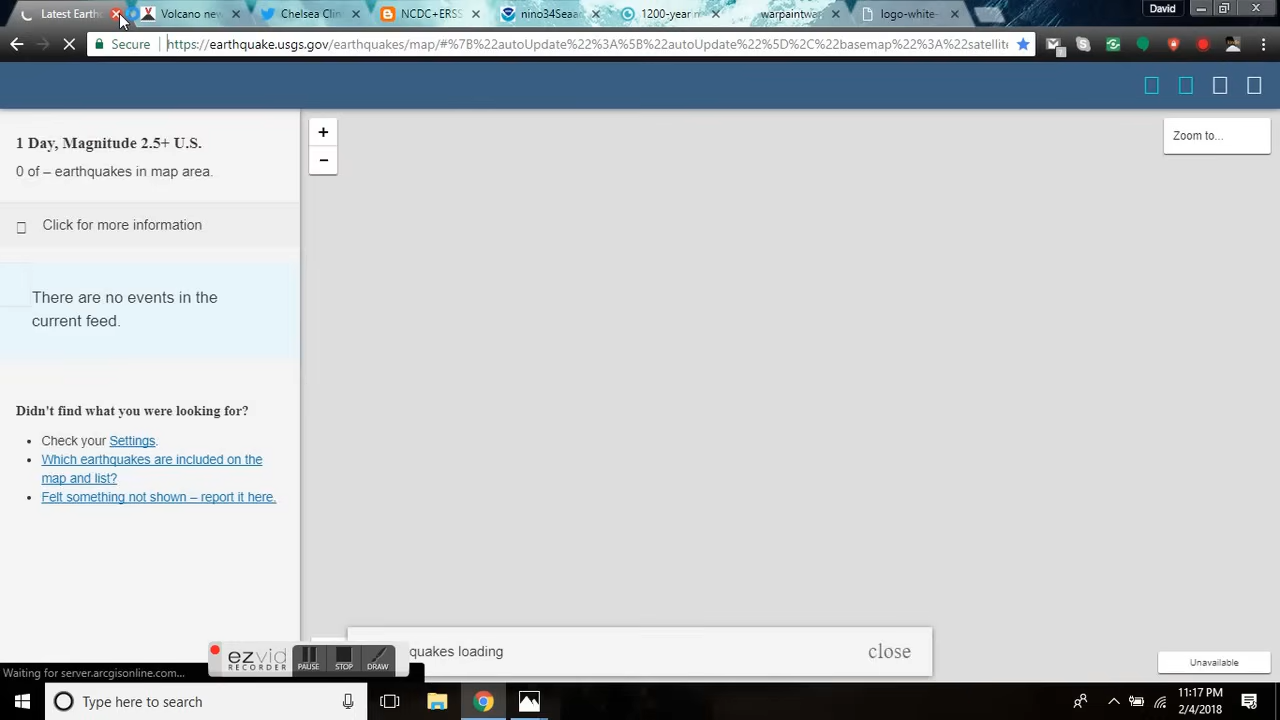 Latest Earth
Volcano new
Chelsea Clin
NCDC+ERSS
nino34Seaa
1200-year m
warpaintwa
logo-white-
David
Secure
https://earthquake.usgs.gov/earthquakes/map/#%7B%22autoUpdate%22%3A%5B%22autoUpdate%22%5D%2C%22basemap%22%3A%22satellite
1 Day, Magnitude 2.5+ U.S.
0 of – earthquakes in map area.
Click for more information
There are no events in the
current feed.
Didn't find what you were looking for?
• Check your Settings.
• Which earthquakes are included on the
map and list?
• Felt something not shown – report it here.
+
−
Zoom to...
quakes loading
close
Unavailable
ezvid
RECORDER
PAUSE
STOP
DRAW
Waiting for server.arcgisonline.com...
Type here to search
11:17 PM
2/4/2018